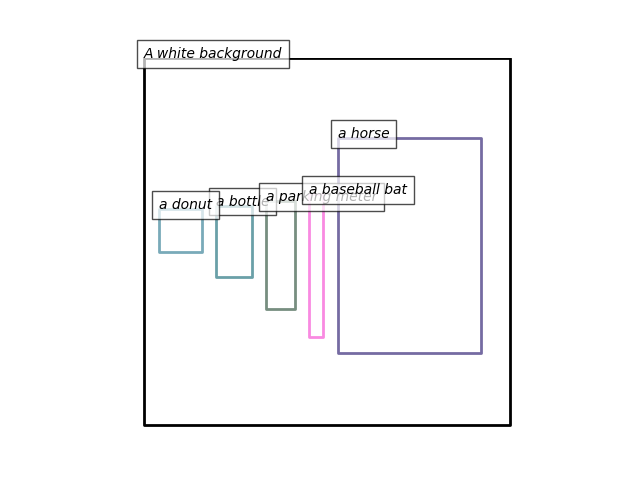 A white background
a horse
a donut
a bottle
a parking meter
a baseball bat